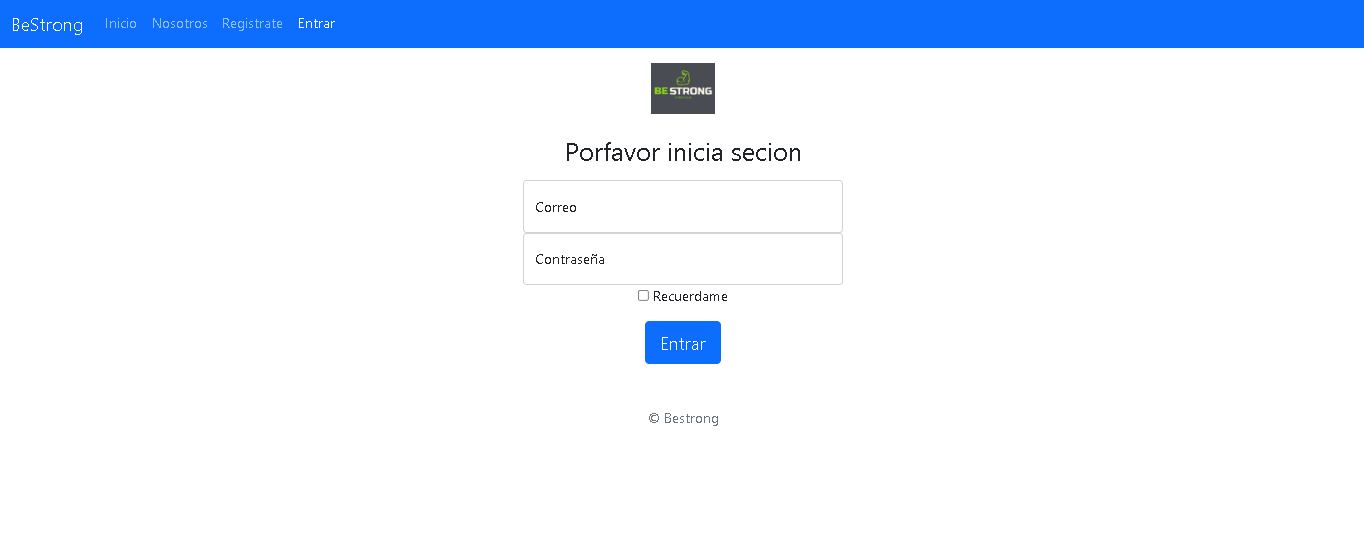 BeStrong Inicio Nosotros Registrate Entrar
BE STRONG
Porfavor inicia secion
Correo
Contraseña
Recuerdame
Entrar
© Bestrong